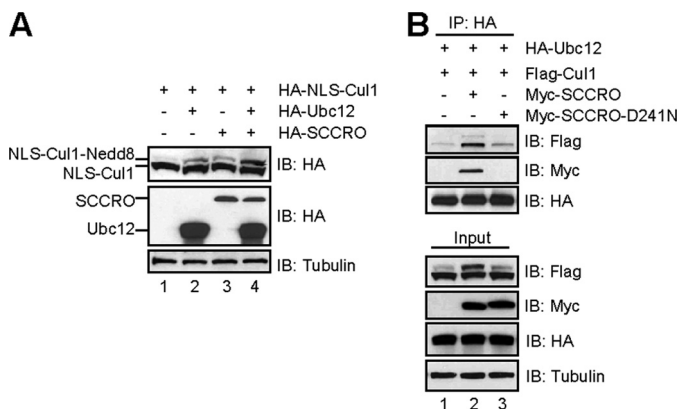 A
+ + + + HA-NLS-Cul1
- + - + HA-Ubc12
- - + + HA-SCCRO
NLS-Cul1-Nedd8
NLS-Cul1
IB: HA
SCCRO
Ubc12
IB: HA
IB: Tubulin
1 2 3 4
B
IP: HA
+ + + HA-Ubc12
+ + + Flag-Cul1
- + - Myc-SCCRO
- - + Myc-SCCRO-D241N
IB: Flag
IB: Myc
IB: HA
Input
IB: Flag
IB: Myc
IB: HA
IB: Tubulin
1 2 3